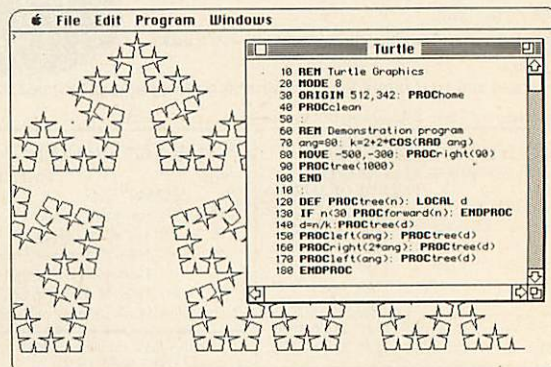 File Edit Program Windows
Turtle
10 REM Turtle Graphics
20 MODE 8
30 ORIGIN 512,342: PROChome
40 PROCclean
50 :
60 REM Demonstration program
70 ang=80: k=2+2*COS(RAD ang)
80 MOVE -500,-300: PROCright(90)
90 PROCtree(1000)
100 END
110 :
120 DEF PROCtree(n): LOCAL d
130 IF n<30 PROCforward(n): ENDPROC
140 d=n/k:PROCtree(d)
150 PROCleft(ang): PROCtree(d)
160 PROCright(2*ang): PROCtree(d)
170 PROCleft(ang): PROCtree(d)
180 ENDPROC